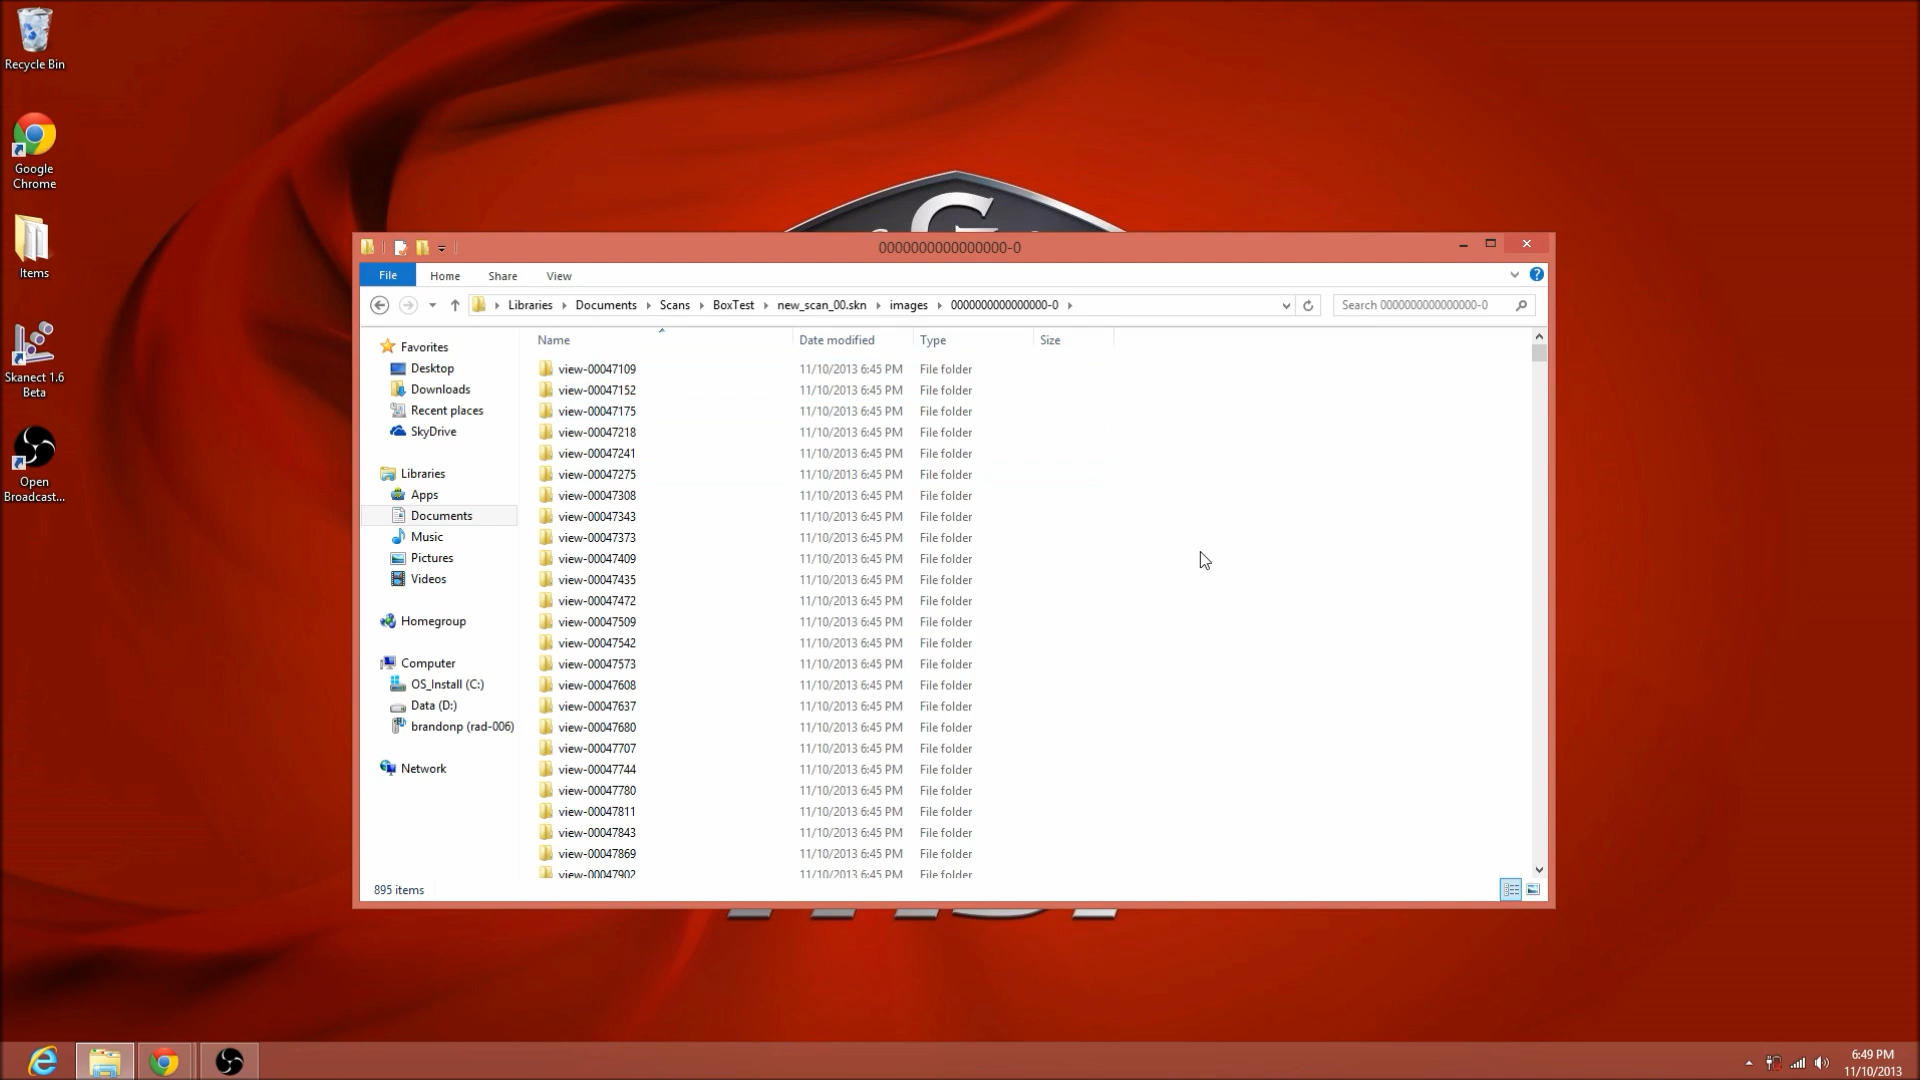 Recycle Bin
Google
Chrome
Items
Skanect 1.6
Beta
Open
Broadcast...
G
0000000000000000-0
File Home Share View
Libraries Documents Scans BoxTest new_scan_00.skn images 0000000000000000-0 Search 0000000000000000-0
Favorites
Desktop
Downloads
Recent places
SkyDrive
Libraries
Apps
Documents
Music
Pictures
Videos
Homegroup
Computer
OS_Install (C:)
Data (D:)
brandonp (rad-006)
Network
Name Date modified Type Size
view-00047109 11/10/2013 6:45 PM File folder
view-00047152 11/10/2013 6:45 PM File folder
view-00047175 11/10/2013 6:45 PM File folder
view-00047218 11/10/2013 6:45 PM File folder
view-00047241 11/10/2013 6:45 PM File folder
view-00047275 11/10/2013 6:45 PM File folder
view-00047308 11/10/2013 6:45 PM File folder
view-00047343 11/10/2013 6:45 PM File folder
view-00047373 11/10/2013 6:45 PM File folder
view-00047409 11/10/2013 6:45 PM File folder
view-00047435 11/10/2013 6:45 PM File folder
view-00047472 11/10/2013 6:45 PM File folder
view-00047509 11/10/2013 6:45 PM File folder
view-00047542 11/10/2013 6:45 PM File folder
view-00047573 11/10/2013 6:45 PM File folder
view-00047608 11/10/2013 6:45 PM File folder
view-00047637 11/10/2013 6:45 PM File folder
view-00047680 11/10/2013 6:45 PM File folder
view-00047707 11/10/2013 6:45 PM File folder
view-00047744 11/10/2013 6:45 PM File folder
view-00047780 11/10/2013 6:45 PM File folder
view-00047811 11/10/2013 6:45 PM File folder
view-00047843 11/10/2013 6:45 PM File folder
view-00047869 11/10/2013 6:45 PM File folder
view-00047902 11/10/2013 6:45 PM File folder
895 items
6:49 PM
11/10/2013